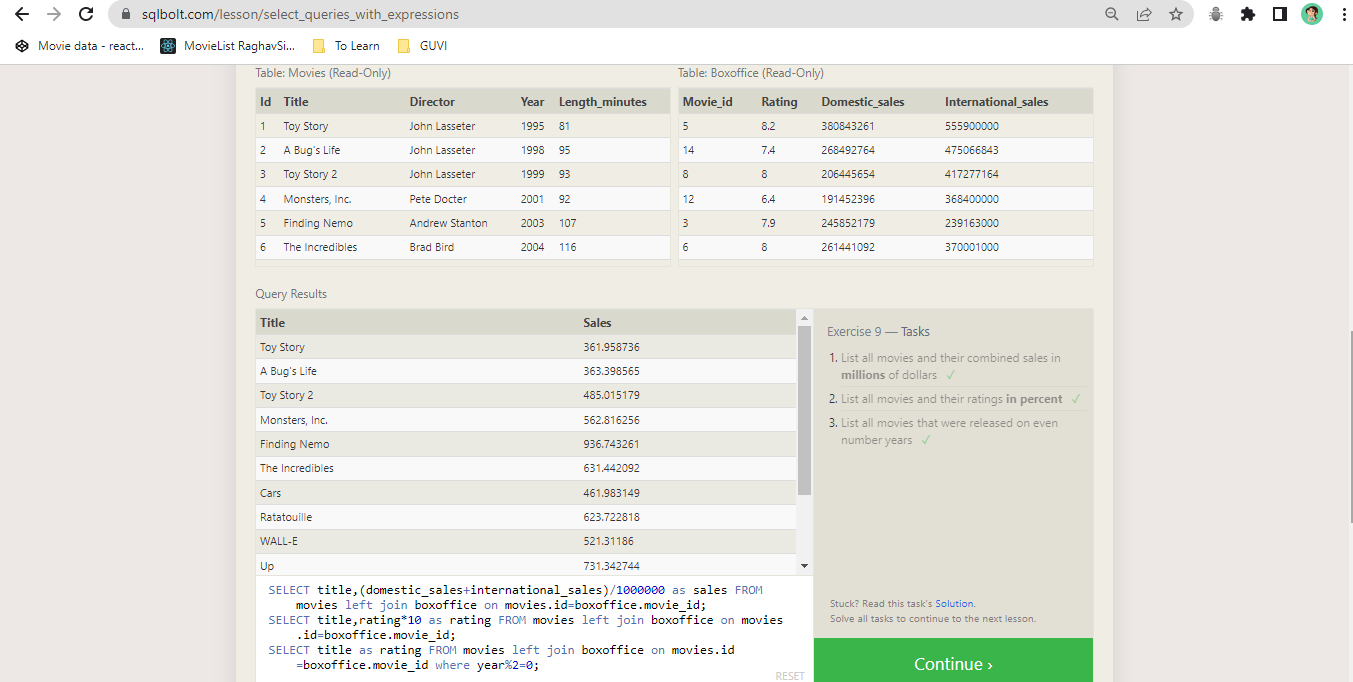 sqlbolt.com/lesson/select_queries_with_expressions
Movie data - react...
MovieList RaghavSi...
To Learn
GUVI
Table: Movies (Read-Only)
Id Title Director Year Length_minutes
1 Toy Story John Lasseter 1995 81
2 A Bug's Life John Lasseter 1998 95
3 Toy Story 2 John Lasseter 1999 93
4 Monsters, Inc. Pete Docter 2001 92
5 Finding Nemo Andrew Stanton 2003 107
6 The Incredibles Brad Bird 2004 116
Table: Boxoffice (Read-Only)
Movie_id Rating Domestic_sales International_sales
5 8.2 380843261 555900000
14 7.4 268492764 475066843
8 8 206445654 417277164
12 6.4 191452396 368400000
3 7.9 245852179 239163000
6 8 261441092 370001000
Query Results
Title Sales
Toy Story 361.958736
A Bug's Life 363.398565
Toy Story 2 485.015179
Monsters, Inc. 562.816256
Finding Nemo 936.743261
The Incredibles 631.442092
Cars 461.983149
Ratatouille 623.722818
WALL-E 521.31186
Up 731.342744
SELECT title,(domestic_sales+international_sales)/1000000 as sales FROM
movies left join boxoffice on movies.id=boxoffice.movie_id;
SELECT title,rating*10 as rating FROM movies left join boxoffice on movies
.id=boxoffice.movie_id;
SELECT title as rating FROM movies left join boxoffice on movies.id
=boxoffice.movie_id where year%2=0;
RESET
Exercise 9 — Tasks
1. List all movies and their combined sales in
millions of dollars ✓
2. List all movies and their ratings in percent ✓
3. List all movies that were released on even
number years ✓
Stuck? Read this task's Solution.
Solve all tasks to continue to the next lesson.
Continue ›